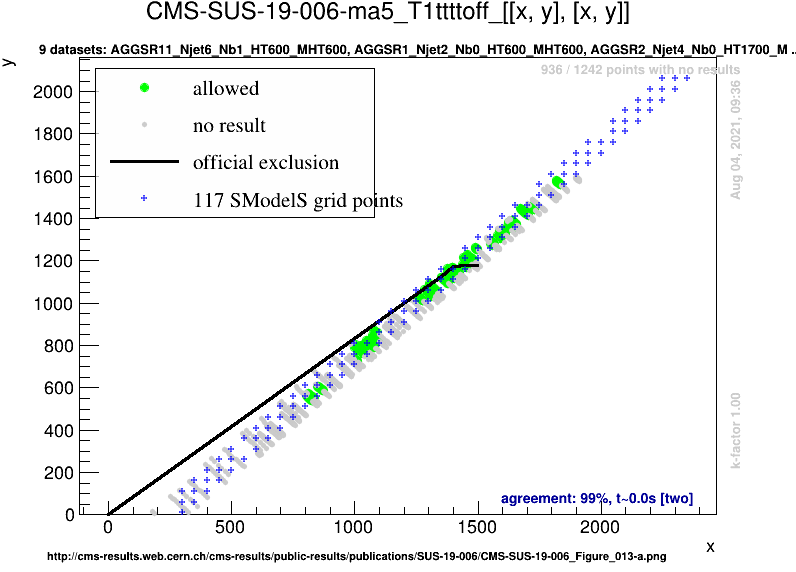 CMS-SUS-19-006-ma5_T1ttttoff_[[x, y], [x, y]]
9 datasets: AGGSR11_Njet6_Nb1_HT600_MHT600, AGGSR1_Njet2_Nb0_HT600_MHT600, AGGSR2_Njet4_Nb0_HT1700_M ..
y
936 / 1242 points with no results
allowed
no result
official exclusion
117 SModelS grid points
2000
1800
1600
1400
1200
1000
800
600
400
200
0
Aug 04, 2021, 09:36
k-factor 1.00
agreement: 99%, t~0.0s [two]
0
500
1000
1500
2000
x
http://cms-results.web.cern.ch/cms-results/public-results/publications/SUS-19-006/CMS-SUS-19-006_Figure_013-a.png